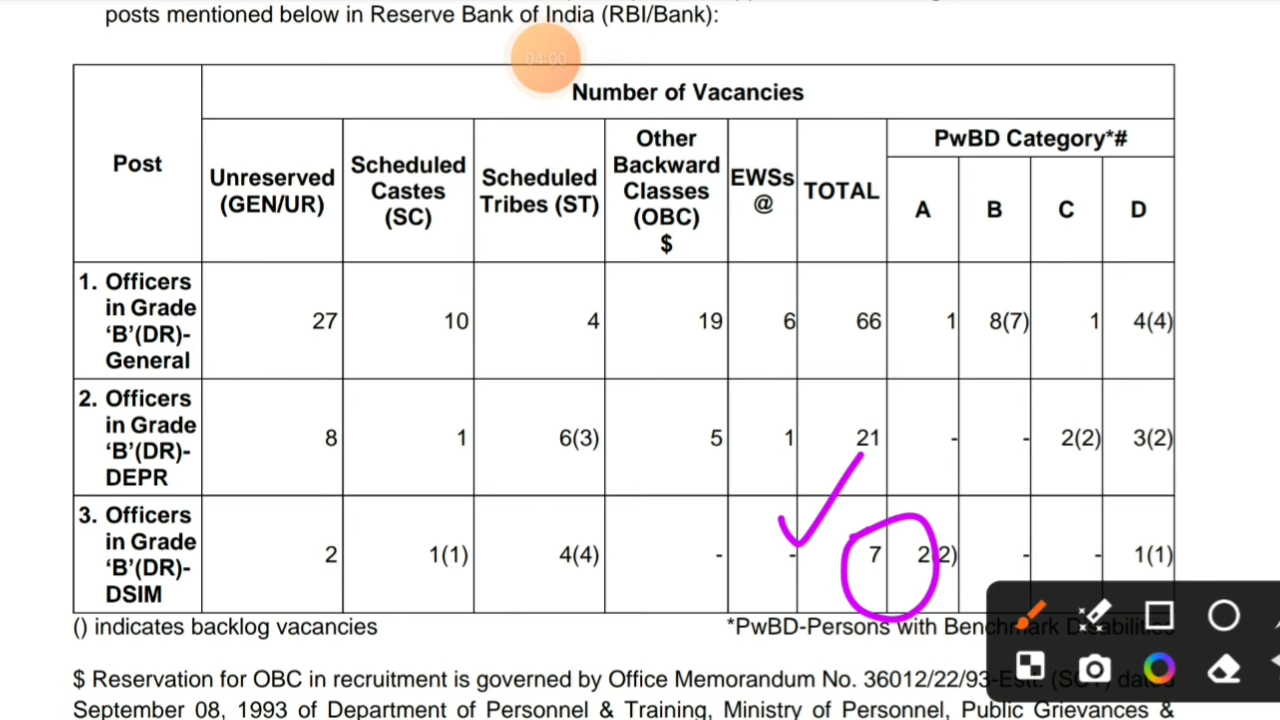 posts mentioned below in Reserve Bank of India (RBI/Bank):
04:00
Number of Vacancies
Post
Unreserved (GEN/UR)
Scheduled Castes (SC)
Scheduled Tribes (ST)
Other Backward Classes (OBC) $
EWSs @
TOTAL
PwBD Category*#
A B C D
1. Officers in Grade ‘B’(DR)- General 27 10 4 19 6 66 1 8(7) 1 4(4)
2. Officers in Grade ‘B’(DR)- DEPR 8 1 6(3) 5 1 21 - - 2(2) 3(2)
3. Officers in Grade ‘B’(DR)- DSIM 2 1(1) 4(4) - - 7 2(2) - - 1(1)
() indicates backlog vacancies *PwBD-Persons with Benchmark Disabilities
$ Reservation for OBC in recruitment is governed by Office Memorandum No. 36012/22/93-Estt. (SCT) dated
September 08, 1993 of Department of Personnel & Training, Ministry of Personnel, Public Grievances &